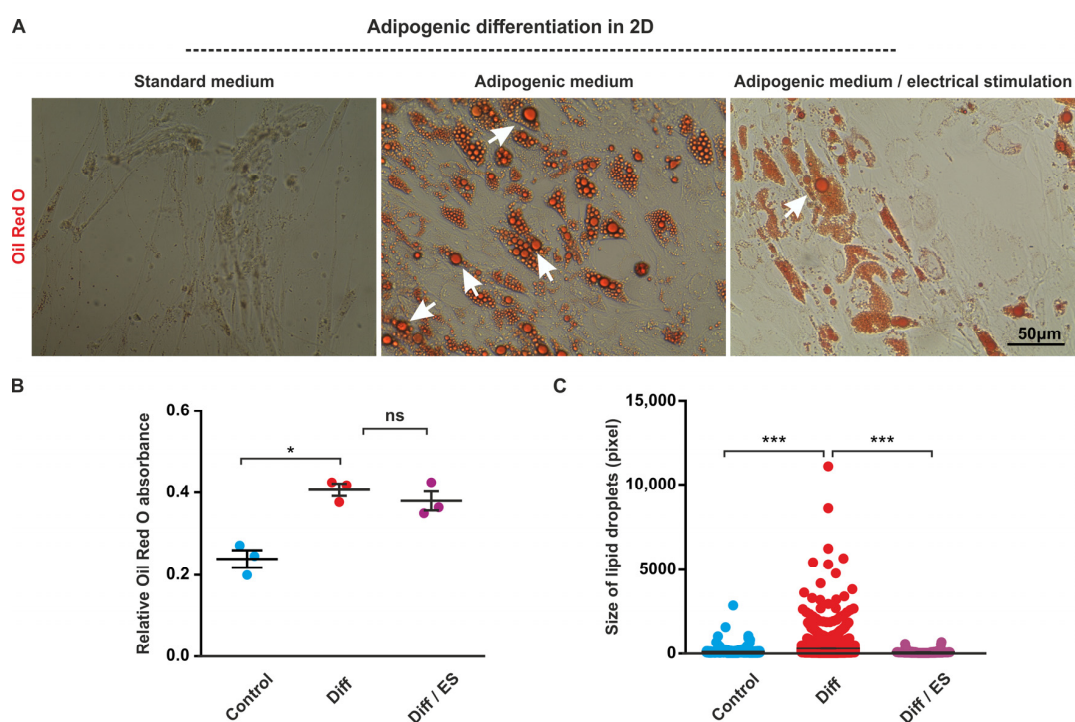 A
Adipogenic differentiation in 2D
Standard medium
Adipogenic medium
Adipogenic medium / electrical stimulation
Oil Red O
50µm
B
Relative Oil Red O absorbance
0.6
0.4
0.2
0.0
*
ns
Control
Diff
Diff / ES
C
Size of lipid droplets (pixel)
15,000
10,000
5000
0
***
***
Control
Diff
Diff / ES